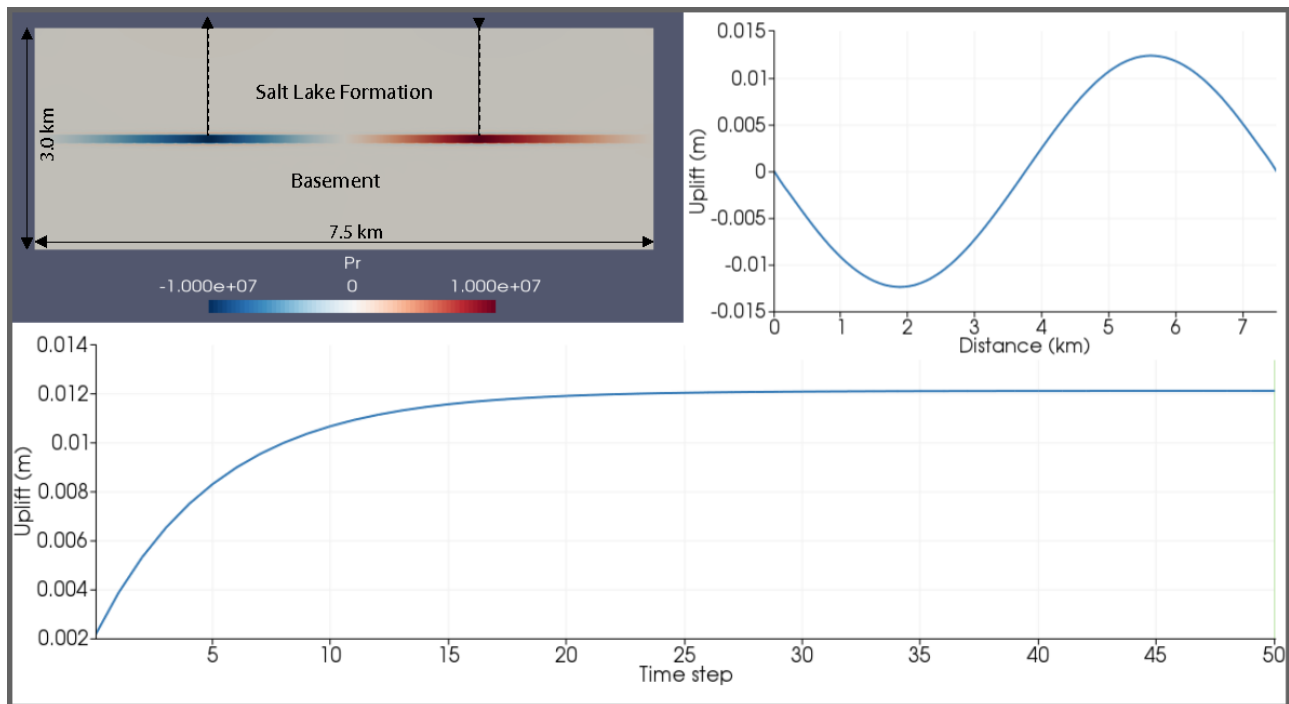 Salt Lake Formation
3.0 km
Basement
7.5 km
Pr
-1.000e+07 0 1.000e+07
0.015
0.01
0.005
0
-0.005
-0.01
-0.015
Uplift (m)
0 1 2 3 4 5 6 7
Distance (km)
0.014
0.012
0.01
0.008
0.006
0.004
0.002
Uplift (m)
5 10 15 20 25 30 35 40 45 50
Time step